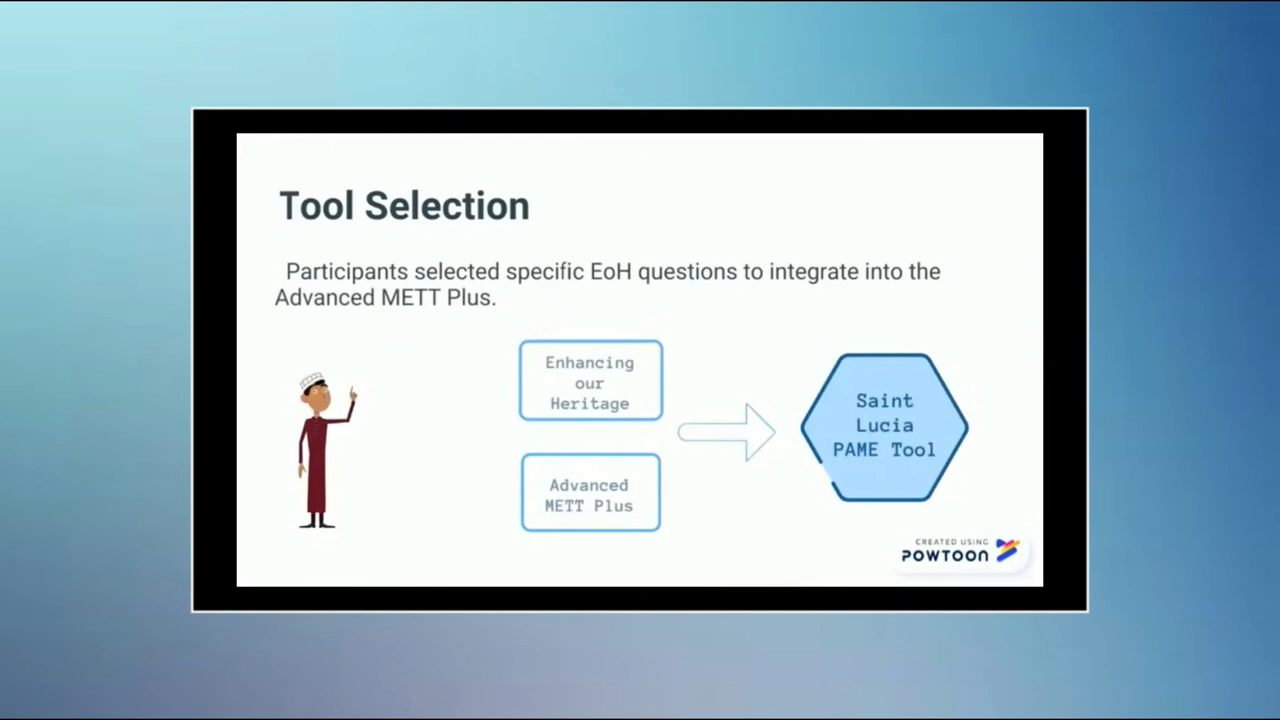 Tool Selection
Participants selected specific EoH questions to integrate into the
Advanced METT Plus.
Enhancing
our
Heritage
Advanced
METT Plus
Saint
Lucia
PAME Tool
CREATED USING
POWTOON